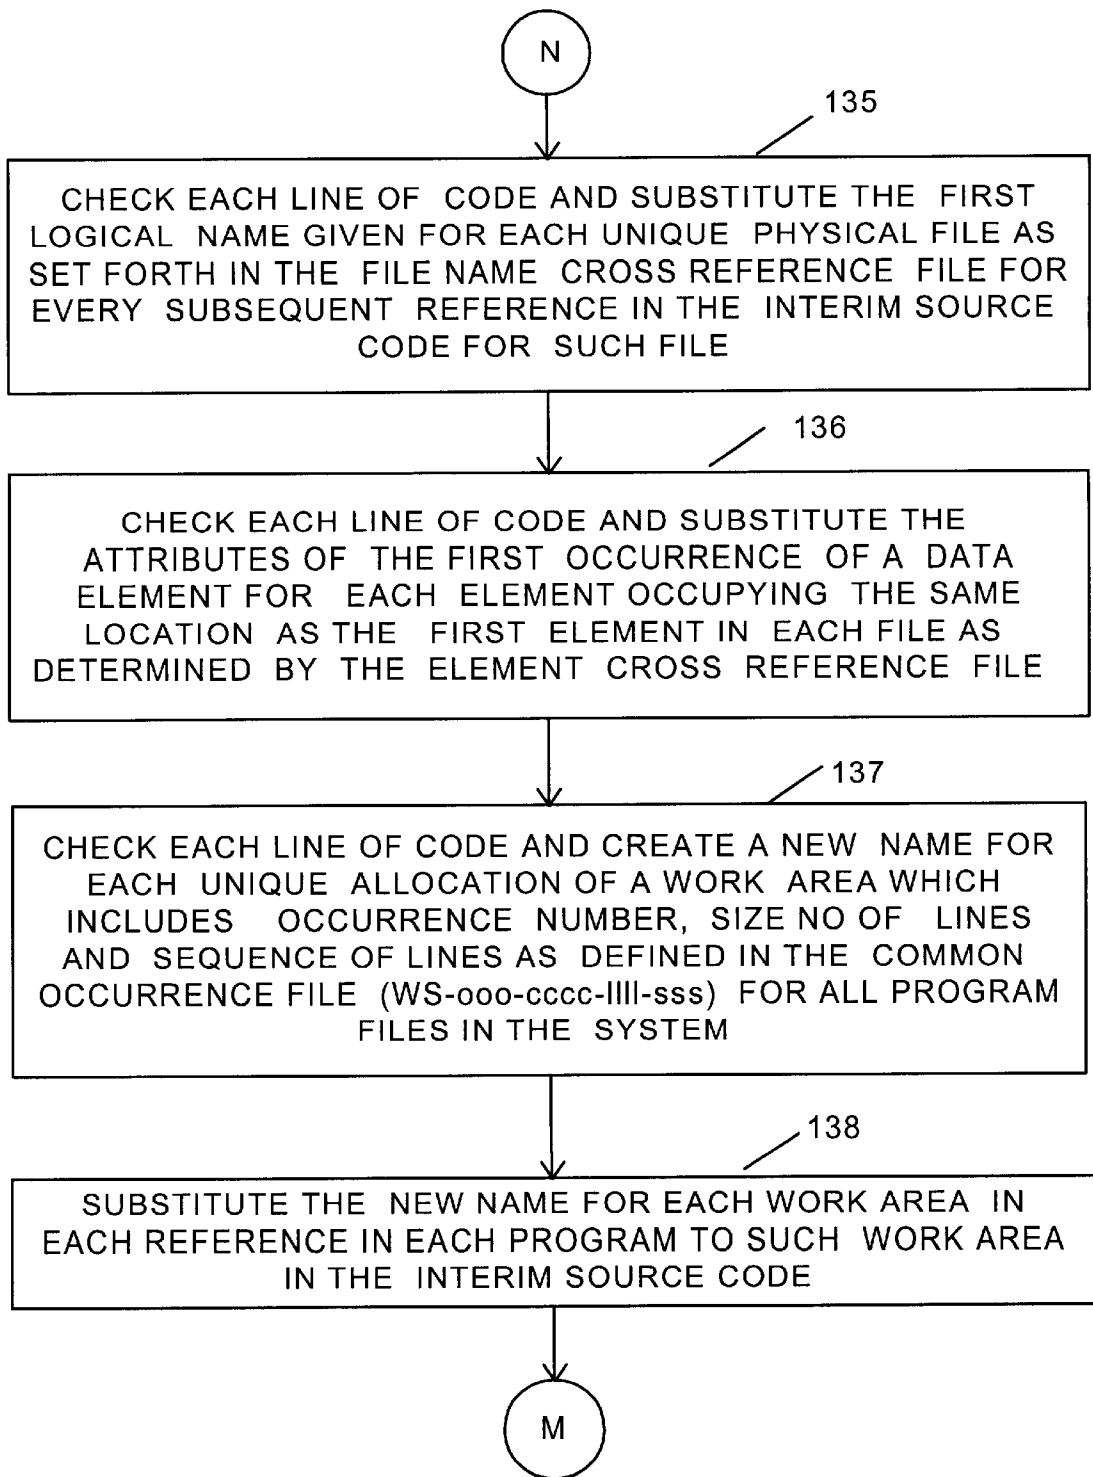 N
135
CHECK EACH LINE OF CODE AND SUBSTITUTE THE FIRST
LOGICAL NAME GIVEN FOR EACH UNIQUE PHYSICAL FILE AS
SET FORTH IN THE FILE NAME CROSS REFERENCE FILE FOR
EVERY SUBSEQUENT REFERENCE IN THE INTERIM SOURCE
CODE FOR SUCH FILE
136
CHECK EACH LINE OF CODE AND SUBSTITUTE THE
ATTRIBUTES OF THE FIRST OCCURRENCE OF A DATA
ELEMENT FOR EACH ELEMENT OCCUPYING THE SAME
LOCATION AS THE FIRST ELEMENT IN EACH FILE AS
DETERMINED BY THE ELEMENT CROSS REFERENCE FILE
137
CHECK EACH LINE OF CODE AND CREATE A NEW NAME FOR
EACH UNIQUE ALLOCATION OF A WORK AREA WHICH
INCLUDES OCCURRENCE NUMBER, SIZE NO OF LINES
AND SEQUENCE OF LINES AS DEFINED IN THE COMMON
OCCURRENCE FILE (WS-ooo-cccc-llll-sss) FOR ALL PROGRAM
FILES IN THE SYSTEM
138
SUBSTITUTE THE NEW NAME FOR EACH WORK AREA IN
EACH REFERENCE IN EACH PROGRAM TO SUCH WORK AREA
IN THE INTERIM SOURCE CODE
M